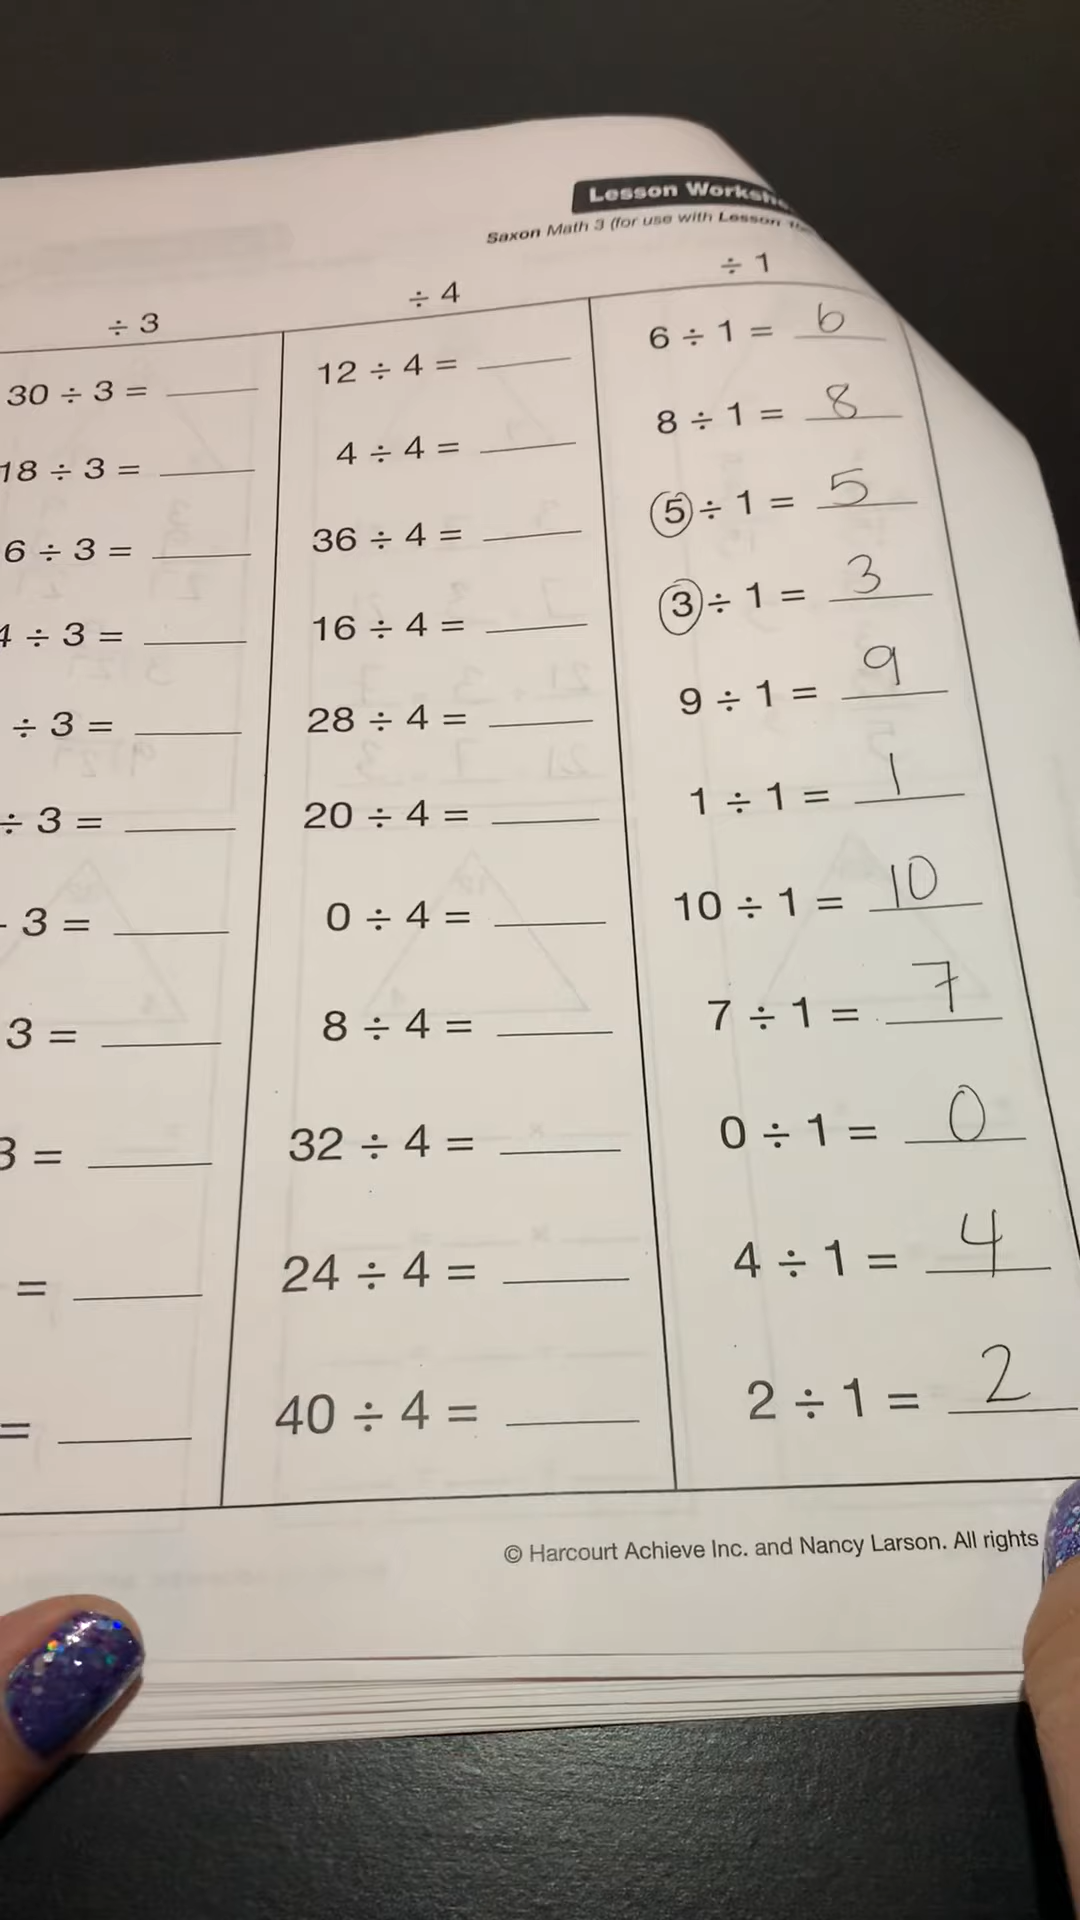 Lesson Worksh
Saxon Math 3 (for use with Lesson
÷ 3
30 ÷ 3 =
18 ÷ 3 =
6 ÷ 3 =
4 ÷ 3 =
÷ 3 =
÷ 3 =
3 =
3 =
3 =
=
=
÷ 4
12 ÷ 4 =
4 ÷ 4 =
36 ÷ 4 =
16 ÷ 4 =
28 ÷ 4 =
20 ÷ 4 =
0 ÷ 4 =
8 ÷ 4 =
32 ÷ 4 =
24 ÷ 4 =
40 ÷ 4 =
÷ 1
6 ÷ 1 = 6
8 ÷ 1 = 8
5 ÷ 1 = 5
3 ÷ 1 = 3
9 ÷ 1 = 9
1 ÷ 1 = 1
10 ÷ 1 = 10
7 ÷ 1 = 7
0 ÷ 1 = 0
4 ÷ 1 = 4
2 ÷ 1 = 2
© Harcourt Achieve Inc. and Nancy Larson. All rights